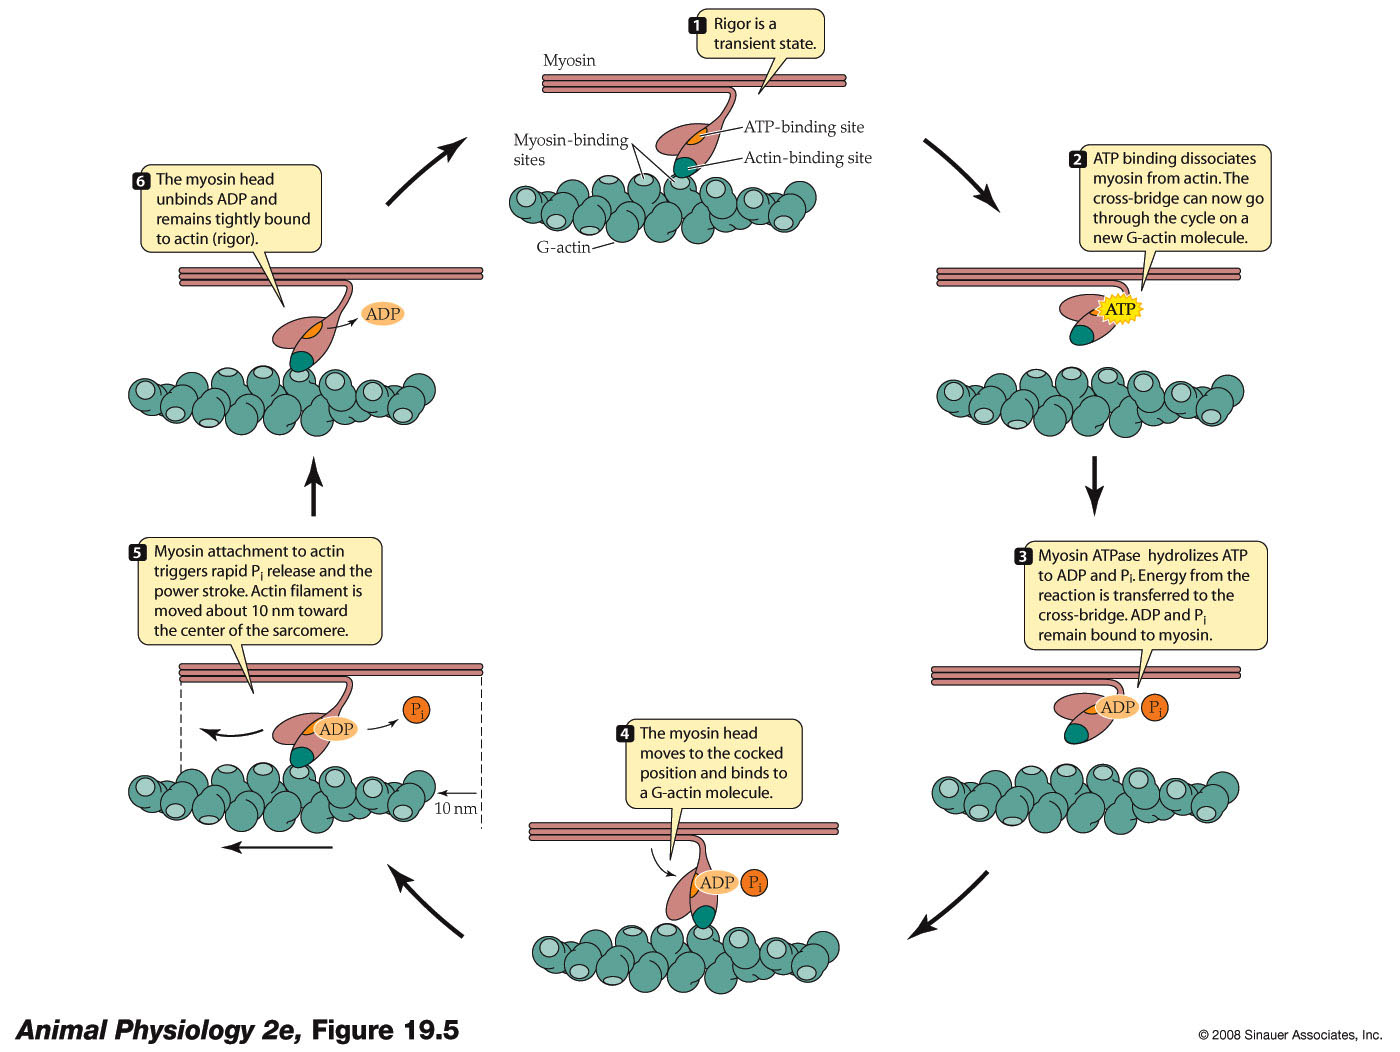 1 Rigor is a
transient state.
Myosin
ATP-binding site
Myosin-binding
sites
Actin-binding site
G-actin
2 ATP binding dissociates
myosin from actin. The
cross-bridge can now go
through the cycle on a
new G-actin molecule.
ATP
3 Myosin ATPase hydrolizes ATP
to ADP and Pi. Energy from the
reaction is transferred to the
cross-bridge. ADP and Pi
remain bound to myosin.
ADP Pi
4 The myosin head
moves to the cocked
position and binds to
a G-actin molecule.
ADP Pi
5 Myosin attachment to actin
triggers rapid Pi release and the
power stroke. Actin filament is
moved about 10 nm toward
the center of the sarcomere.
Pi
ADP
10 nm
6 The myosin head
unbinds ADP and
remains tightly bound
to actin (rigor).
ADP
Animal Physiology 2e, Figure 19.5
© 2008 Sinauer Associates, Inc.